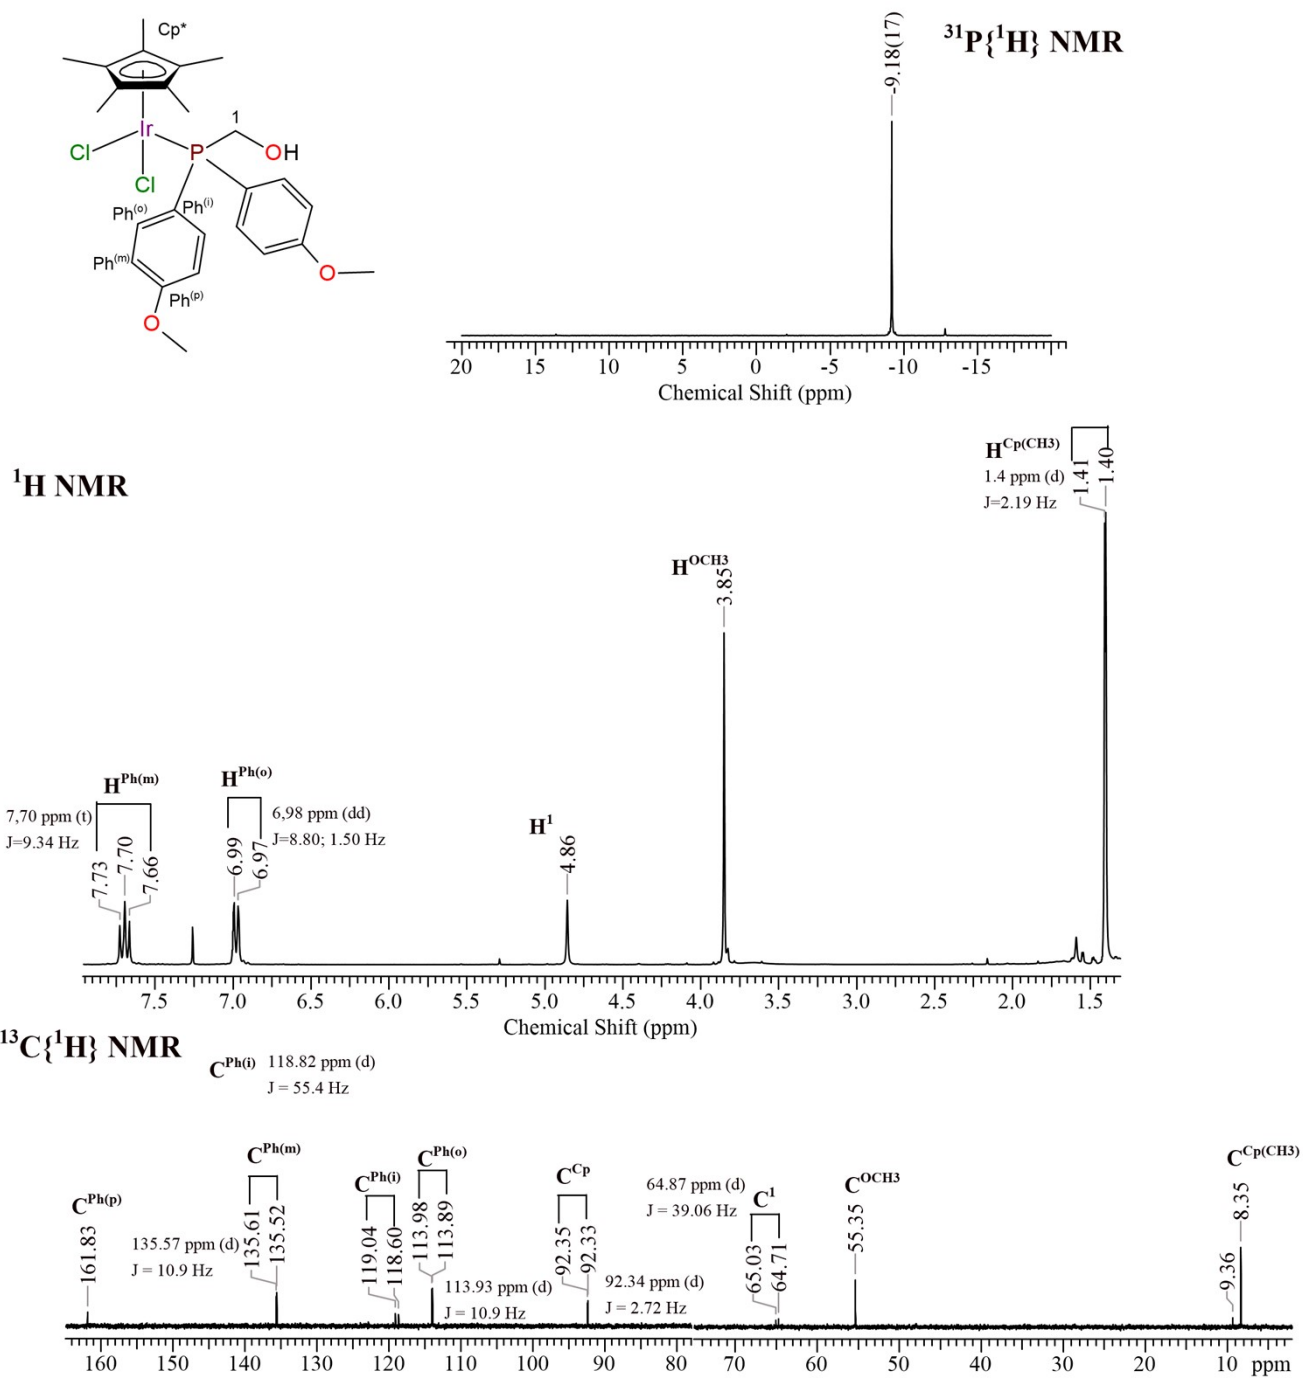 Cp*
Ir
Cl
Cl
P
1
OH
Ph(o)
Ph(i)
Ph(m)
Ph(p)
O
O
31P{1H} NMR
-9.18(17)
20 15 10 5 0 -5 -10 -15
Chemical Shift (ppm)
1H NMR
HCp(CH3)
1.4 ppm (d)
J=2.19 Hz
1.41
1.40
HOCH3
3.85
HPh(m)
7,70 ppm (t)
J=9.34 Hz
7.73
7.70
7.66
HPh(o)
6,98 ppm (dd)
J=8.80; 1.50 Hz
6.99
6.97
H1
4.86
7.5 7.0 6.5 6.0 5.5 5.0 4.5 4.0 3.5 3.0 2.5 2.0 1.5
Chemical Shift (ppm)
13C{1H} NMR
CPh(i) 118.82 ppm (d)
J = 55.4 Hz
CPh(p)
161.83
CPh(m)
135.57 ppm (d)
J = 10.9 Hz
135.61
135.52
CPh(i)
119.04
118.60
CPh(o)
113.98
113.89
113.93 ppm (d)
J = 10.9 Hz
CCp
92.35
92.33
92.34 ppm (d)
J = 2.72 Hz
64.87 ppm (d)
J = 39.06 Hz
C1
65.03
64.71
COCH3
55.35
CCp(CH3)
9.36
8.35
160 150 140 130 120 110 100 90 80 70 60 50 40 30 20 10 ppm